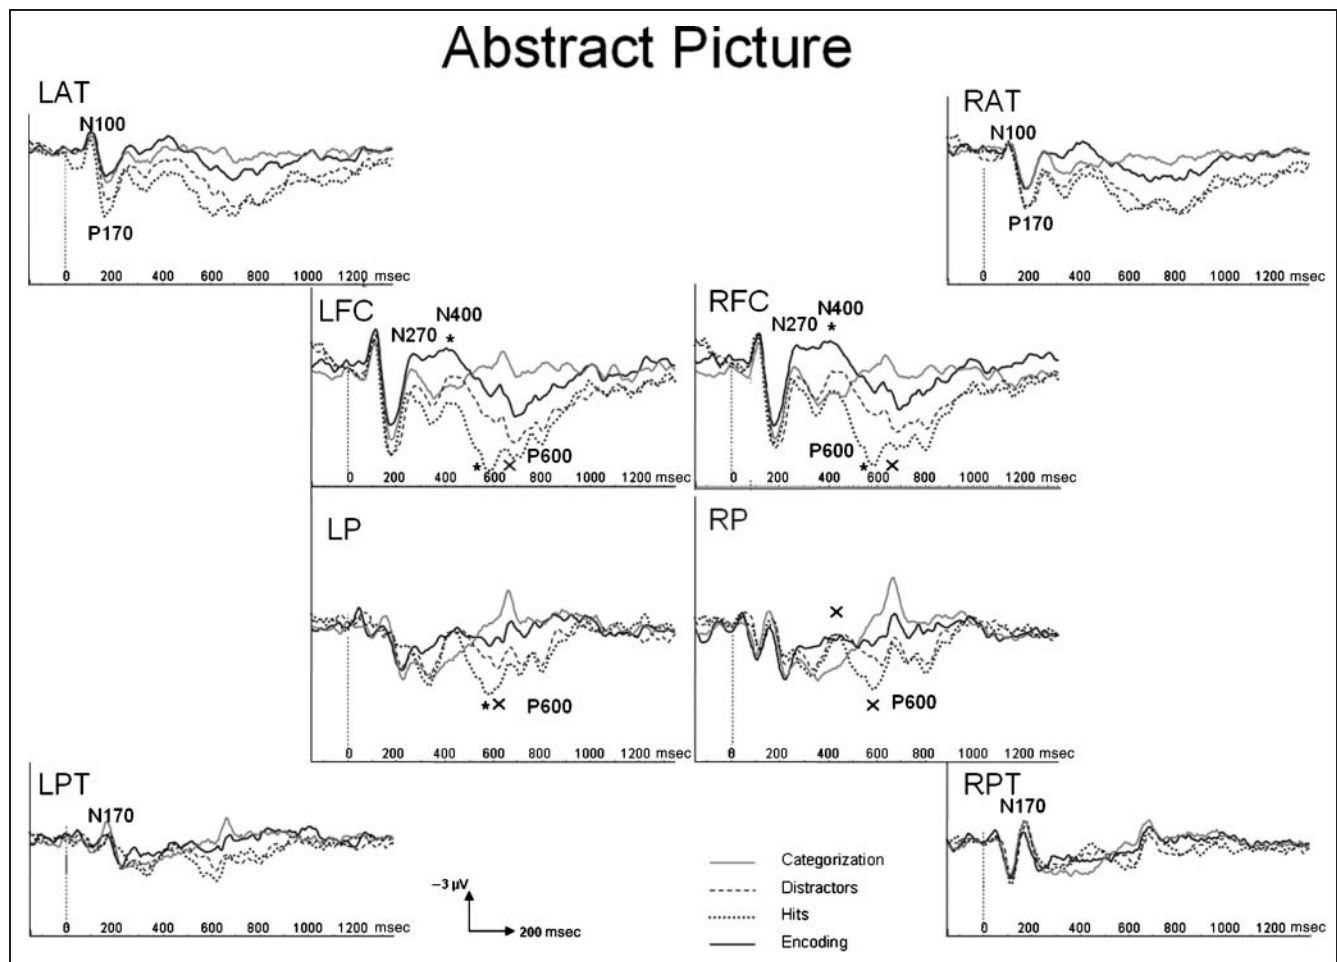 Abstract Picture
LAT
N100
P170
0 200 400 600 800 1000 1200 msec
RAT
N100
P170
0 200 400 600 800 1000 1200 msec
LFC
N270
N400
*
P600
* ×
0 200 400 600 800 1000 1200 msec
RFC
N270
N400
*
P600
* ×
0 200 400 600 800 1000 1200 msec
LP
* × P600
0 200 400 600 800 1000 1200 msec
RP
×
× P600
0 200 400 600 800 1000 1200 msec
LPT
N170
0 200 400 600 800 1000 1200 msec
RPT
N170
0 200 400 600 800 1000 1200 msec
−3 µV
200 msec
Categorization
Distractors
Hits
Encoding